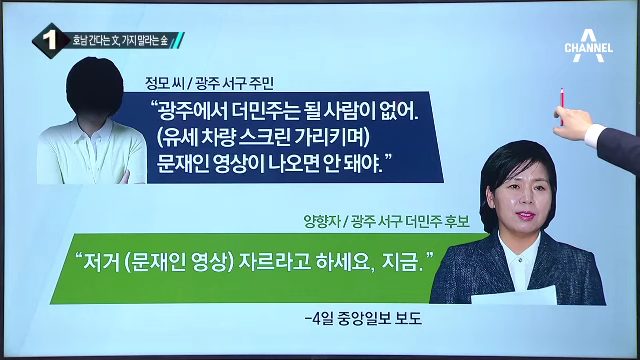 1 호남 간다는 文, 가지 말라는 金
CHANNEL A
정모 씨 / 광주 서구 주민
“광주에서 더민주는 될 사람이 없어.
(유세 차량 스크린 가리키며)
문재인 영상이 나오면 안 돼야.”
양향자 / 광주 서구 더민주 후보
“저거 (문재인 영상) 자르라고 하세요, 지금.”
-4일 중앙일보 보도